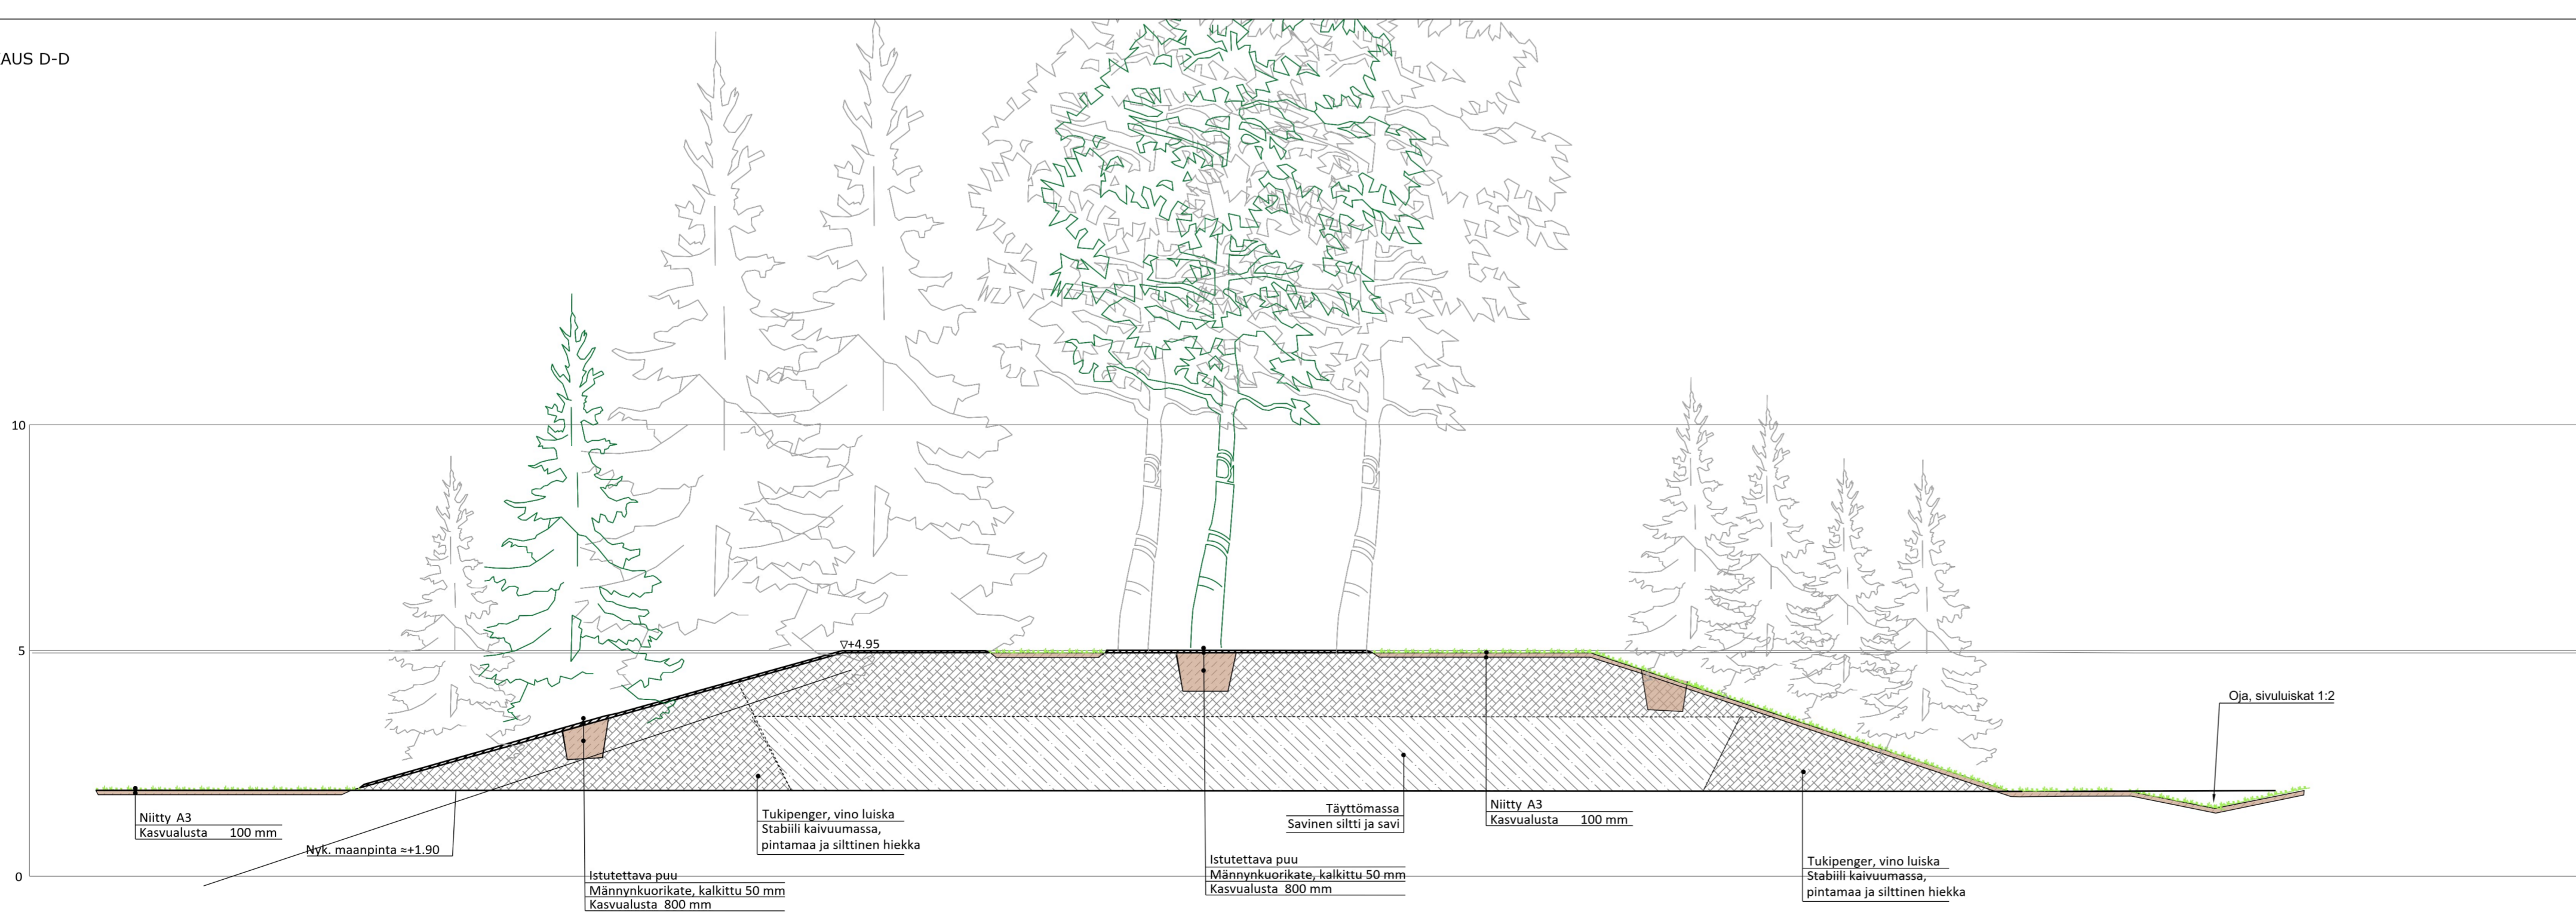 AUS D-D
10
5
0
▽+4.95
Oja, sivuluiskat 1:2
Niitty A3
Kasvualusta 100 mm
Nyk. maanpinta ≈+1.90
Istutettava puu
Männynkuorikate, kalkittu 50 mm
Kasvualusta 800 mm
Tukipenger, vino luiska
Stabiili kaivuumassa,
pintamaa ja silttinen hiekka
Istutettava puu
Männynkuorikate, kalkittu 50 mm
Kasvualusta 800 mm
Täyttömassa
Savinen siltti ja savi
Niitty A3
Kasvualusta 100 mm
Tukipenger, vino luiska
Stabiili kaivuumassa,
pintamaa ja silttinen hiekka